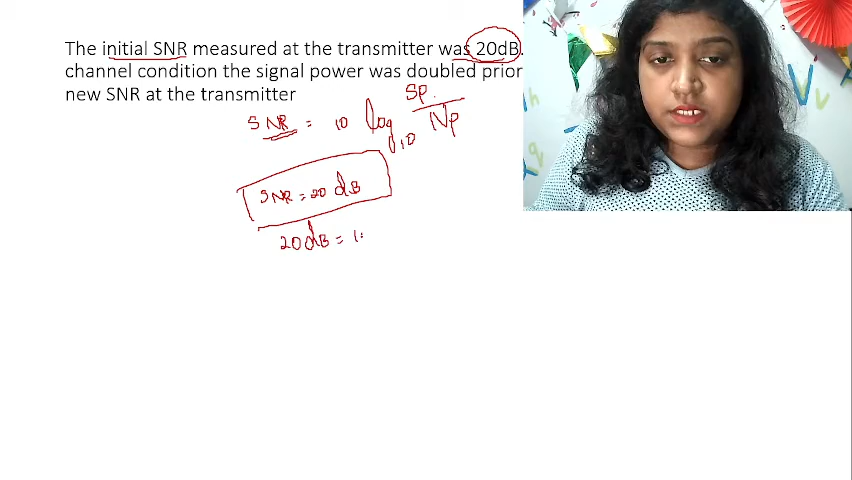 The initial SNR measured at the transmitter was 20dB.
channel condition the signal power was doubled prior
new SNR at the transmitter
SNR = 10 log10 Sp/Np
SNR = 20 dB
20dB = 1